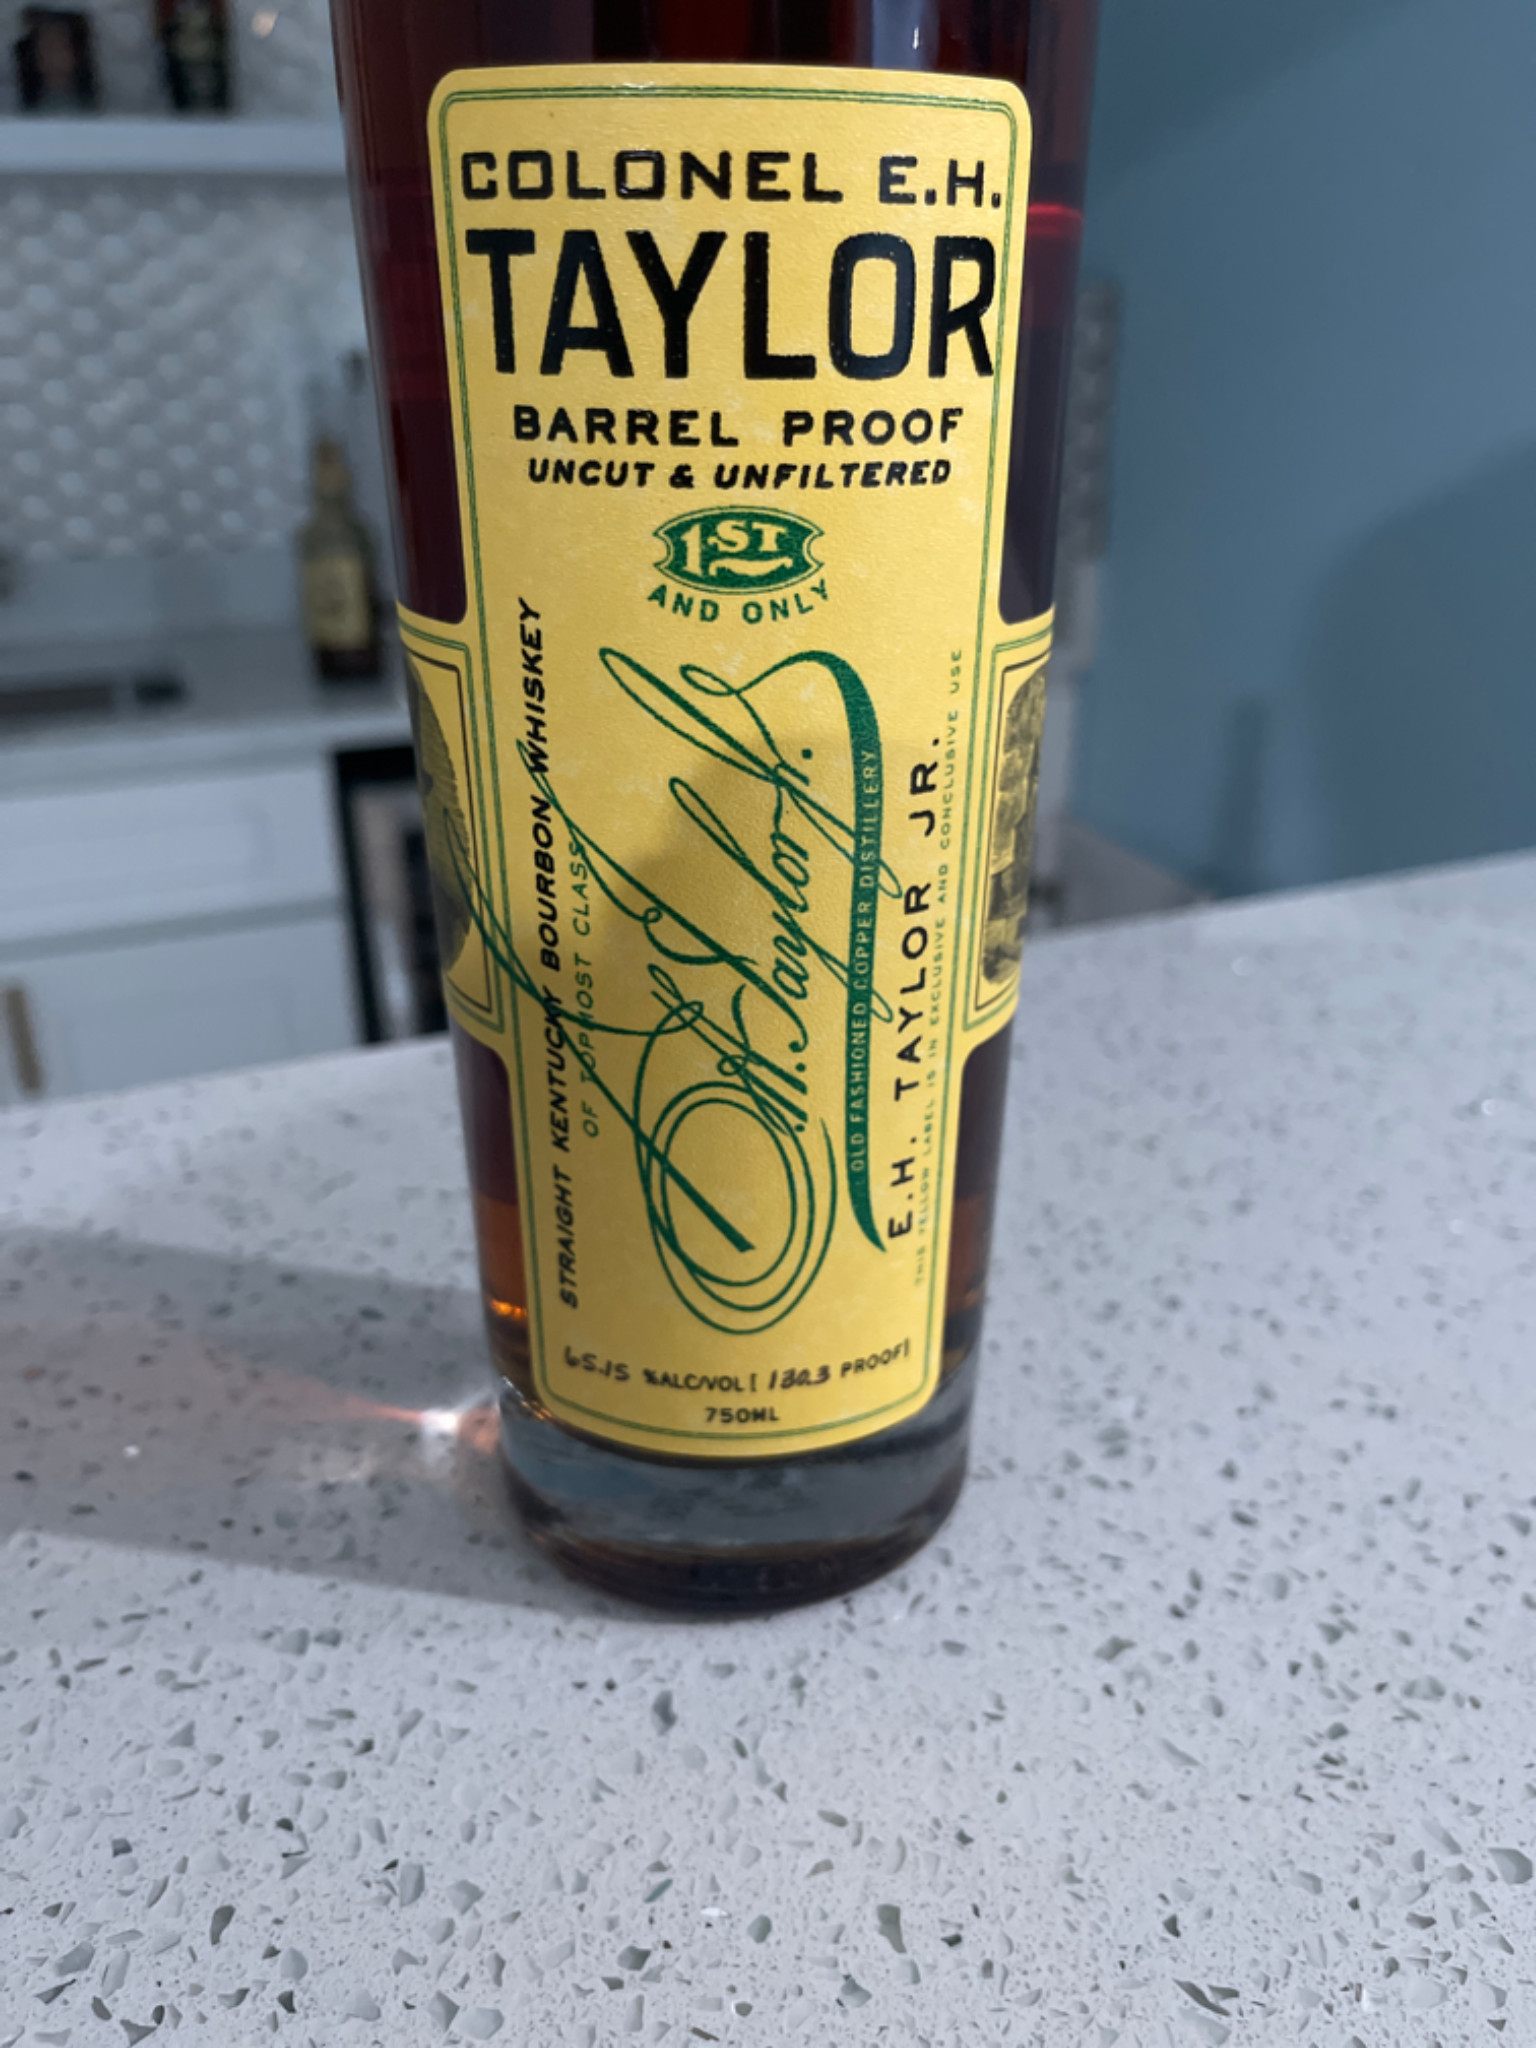 COLONEL E.H.
TAYLOR
BARREL PROOF
UNCUT & UNFILTERED
1ST
AND ONLY
STRAIGHT KENTUCKY BOURBON WHISKEY
OF TOPMOST CLASS
E.H. Taylor, Jr.
OLD FASHIONED COPPER DISTILLERY
E.H. TAYLOR JR.
THIS YELLOW LABEL IS IN EXCLUSIVE AND CONCLUSIVE USE
65.15 %ALC/VOL [ 130.3 PROOF]
750ML